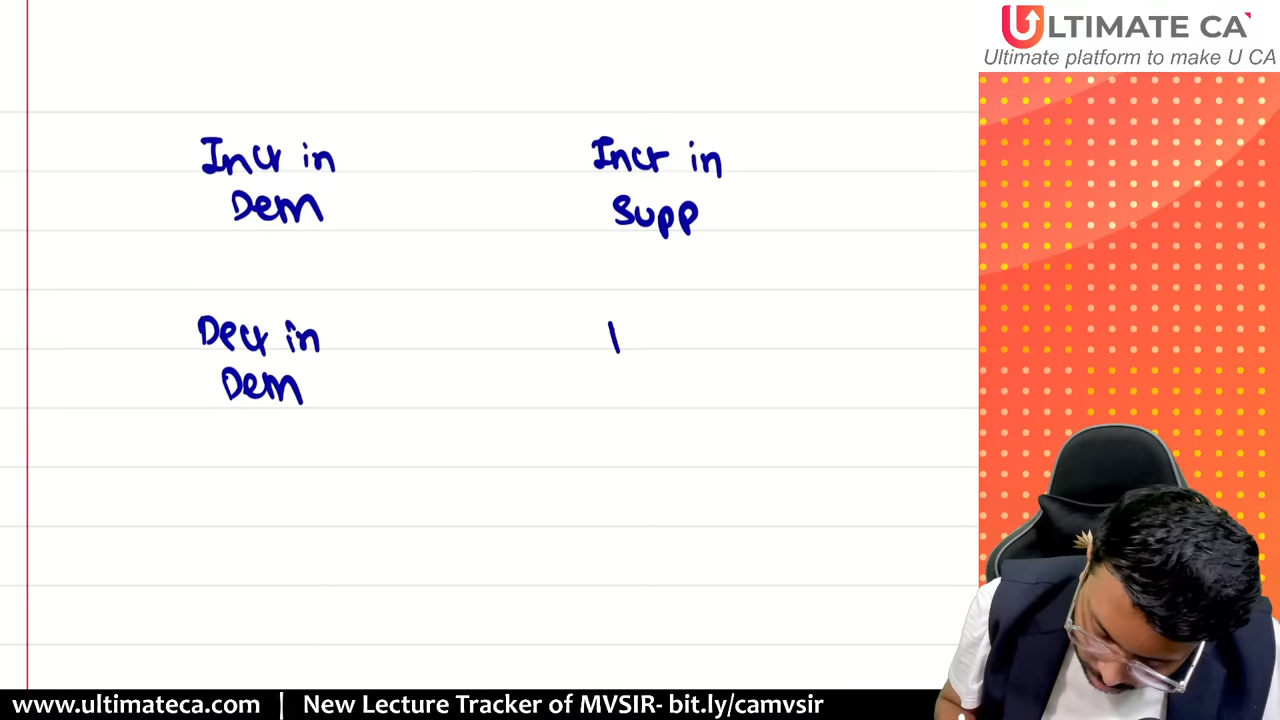 ULTIMATE CA
Ultimate platform to make U CA
Incr in
Dem
Incr in
Supp
Decr in
Dem
www.ultimateca.com | New Lecture Tracker of MVSIR- bit.ly/camvsir